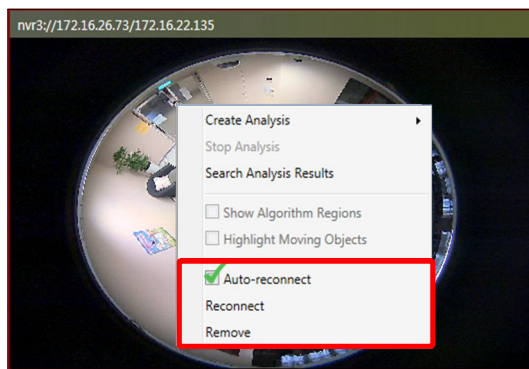 nvr3://172.16.26.73/172.16.22.135
Create Analysis
Stop Analysis
Search Analysis Results
Show Algorithm Regions
Highlight Moving Objects
Auto-reconnect
Reconnect
Remove